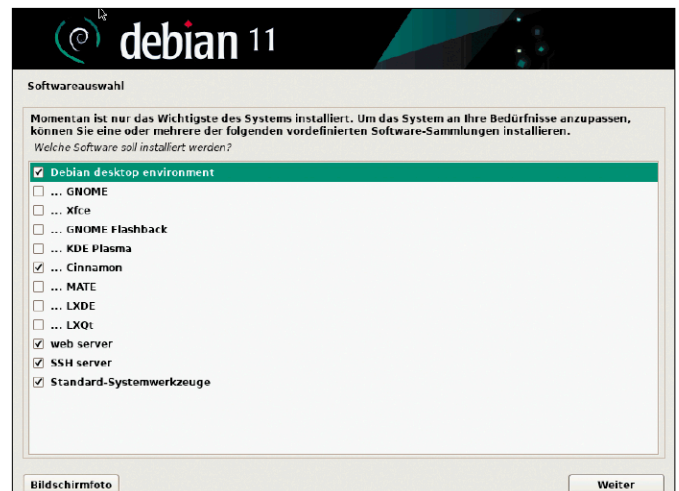 debian 11
Softwareauswahl
Momentan ist nur das Wichtigste des Systems installiert. Um das System an Ihre Bedürfnisse anzupassen,
können Sie eine oder mehrere der folgenden vordefinierten Software-Sammlungen installieren.
Welche Software soll installiert werden?
Debian desktop environment
... GNOME
... Xfce
... GNOME Flashback
... KDE Plasma
... Cinnamon
... MATE
... LXDE
... LXQt
web server
SSH server
Standard-Systemwerkzeuge
Bildschirmfoto
Weiter